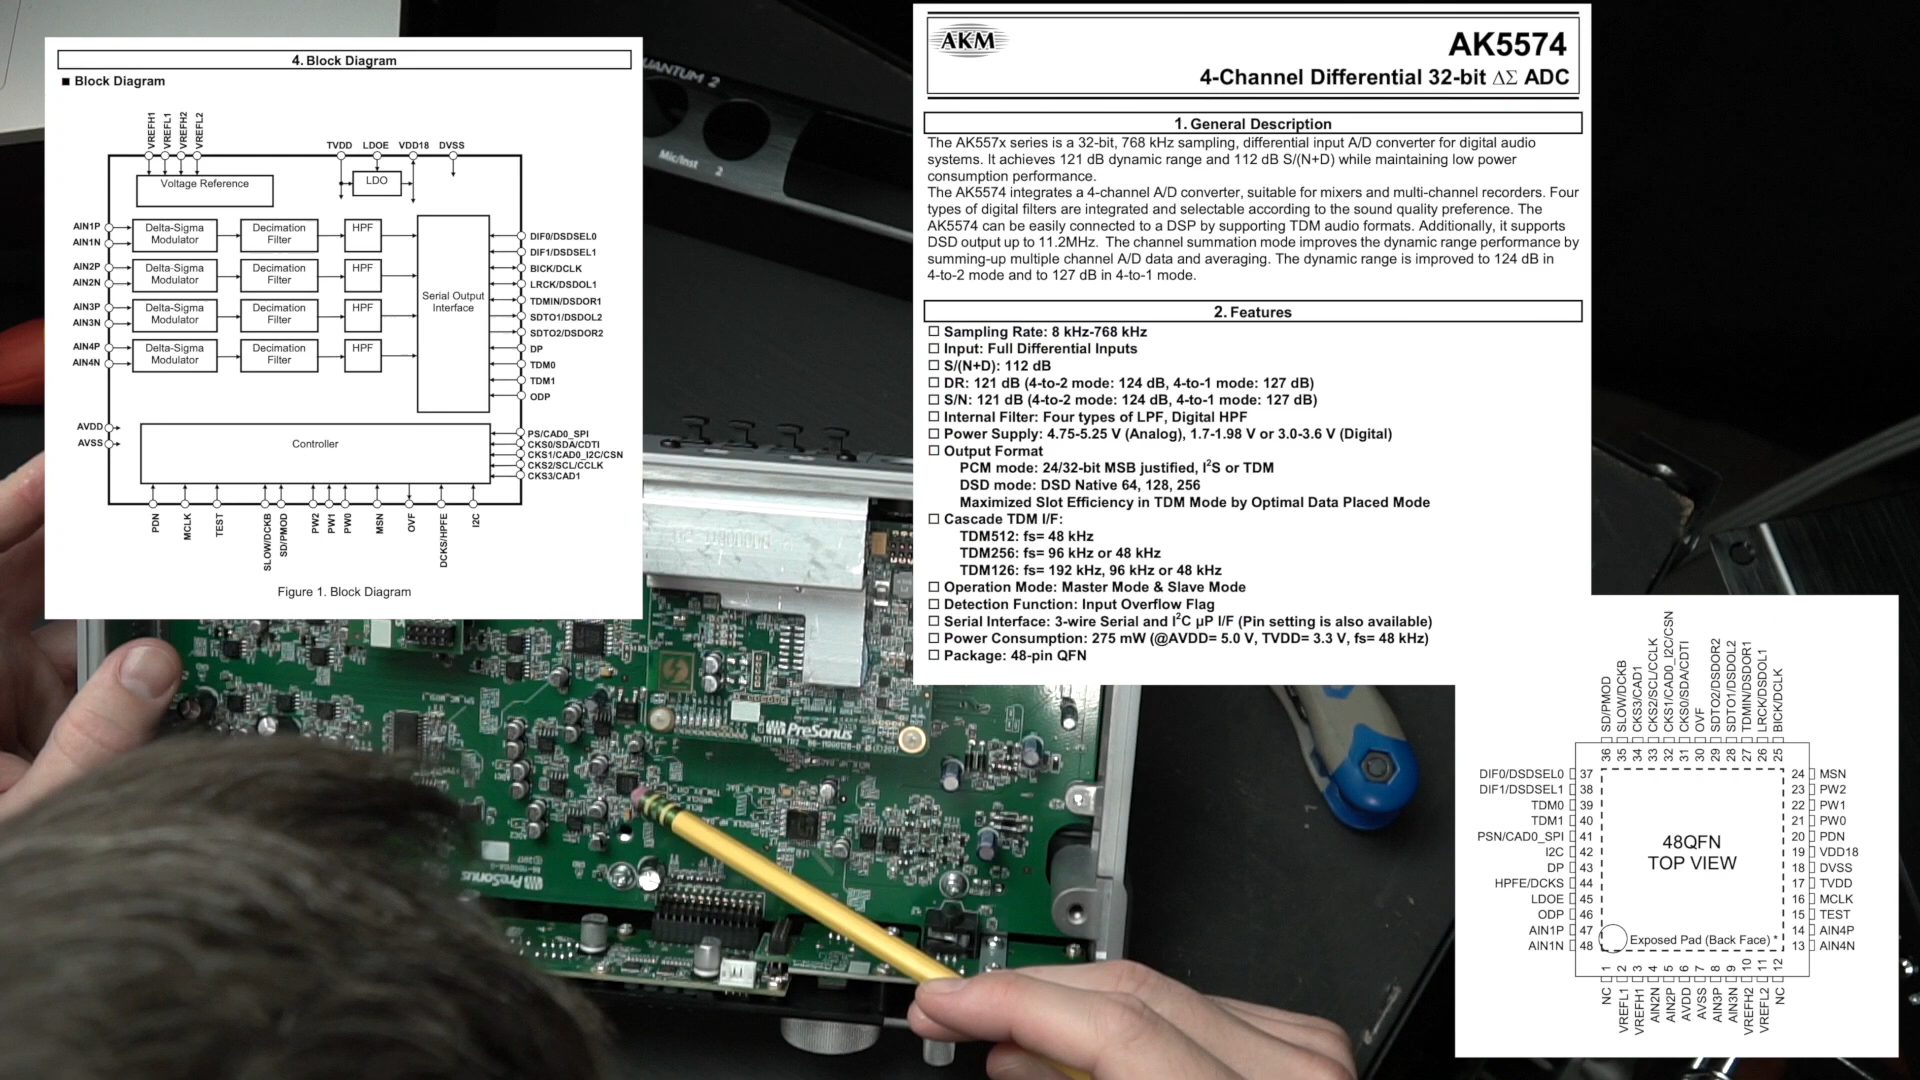 4. Block Diagram
■ Block Diagram
VREFH1
VREFL1
VREFH2
VREFL2
TVDD LDOE VDD18 DVSS
Voltage Reference
LDO
AIN1P
AIN1N
Delta-Sigma
Modulator
Decimation
Filter
HPF
AIN2P
AIN2N
Delta-Sigma
Modulator
Decimation
Filter
HPF
AIN3P
AIN3N
Delta-Sigma
Modulator
Decimation
Filter
HPF
AIN4P
AIN4N
Delta-Sigma
Modulator
Decimation
Filter
HPF
Serial Output
Interface
DIF0/DSDSEL0
DIF1/DSDSEL1
BICK/DCLK
LRCK/DSDOL1
TDMIN/DSDOR1
SDTO1/DSDOL2
SDTO2/DSDOR2
DP
TDM0
TDM1
ODP
AVDD
AVSS
Controller
PS/CAD0_SPI
CKS0/SDA/CDTI
CKS1/CAD0_I2C/CSN
CKS2/SCL/CCLK
CKS3/CAD1
PDN
MCLK
TEST
SLOW/DCKB
SD/PMOD
PW2
PW1
PW0
MSN
OVF
DCKS/HPFE
I2C
Figure 1. Block Diagram
QUANTUM 2
Mic/Inst 2
AKM
AK5574
4-Channel Differential 32-bit ΔΣ ADC
1. General Description
The AK557x series is a 32-bit, 768 kHz sampling, differential input A/D converter for digital audio
systems. It achieves 121 dB dynamic range and 112 dB S/(N+D) while maintaining low power
consumption performance.
The AK5574 integrates a 4-channel A/D converter, suitable for mixers and multi-channel recorders. Four
types of digital filters are integrated and selectable according to the sound quality preference. The
AK5574 can be easily connected to a DSP by supporting TDM audio formats. Additionally, it supports
DSD output up to 11.2MHz. The channel summation mode improves the dynamic range performance by
summing-up multiple channel A/D data and averaging. The dynamic range is improved to 124 dB in
4-to-2 mode and to 127 dB in 4-to-1 mode.
2. Features
□ Sampling Rate: 8 kHz-768 kHz
□ Input: Full Differential Inputs
□ S/(N+D): 112 dB
□ DR: 121 dB (4-to-2 mode: 124 dB, 4-to-1 mode: 127 dB)
□ S/N: 121 dB (4-to-2 mode: 124 dB, 4-to-1 mode: 127 dB)
□ Internal Filter: Four types of LPF, Digital HPF
□ Power Supply: 4.75-5.25 V (Analog), 1.7-1.98 V or 3.0-3.6 V (Digital)
□ Output Format
PCM mode: 24/32-bit MSB justified, I²S or TDM
DSD mode: DSD Native 64, 128, 256
Maximized Slot Efficiency in TDM Mode by Optimal Data Placed Mode
□ Cascade TDM I/F:
TDM512: fs= 48 kHz
TDM256: fs= 96 kHz or 48 kHz
TDM126: fs= 192 kHz, 96 kHz or 48 kHz
□ Operation Mode: Master Mode & Slave Mode
□ Detection Function: Input Overflow Flag
□ Serial Interface: 3-wire Serial and I²C µP I/F (Pin setting is also available)
□ Power Consumption: 275 mW (@AVDD= 5.0 V, TVDD= 3.3 V, fs= 48 kHz)
□ Package: 48-pin QFN
PreSonus
PreSonus
SD/PMOD
SLOW/DCKB
CKS3/CAD1
CKS2/SCL/CCLK
CKS1/CAD0_I2C/CSN
CKS0/SDA/CDTI
OVF
SDTO2/DSDOR2
SDTO1/DSDOL2
TDMIN/DSDOR1
LRCK/DSDOL1
BICK/DCLK
36 35 34 33 32 31 30 29 28 27 26 25
DIF0/DSDSEL0 37
DIF1/DSDSEL1 38
TDM0 39
TDM1 40
PSN/CAD0_SPI 41
I2C 42
DP 43
HPFE/DCKS 44
LDOE 45
ODP 46
AIN1P 47
AIN1N 48
48QFN
TOP VIEW
Exposed Pad (Back Face) *
24 MSN
23 PW2
22 PW1
21 PW0
20 PDN
19 VDD18
18 DVSS
17 TVDD
16 MCLK
15 TEST
14 AIN4P
13 AIN4N
1 2 3 4 5 6 7 8 9 10 11 12
NC
VREFL1
VREFH1
AIN2N
AIN2P
AVDD
AVSS
AIN3P
AIN3N
VREFH2
VREFL2
NC